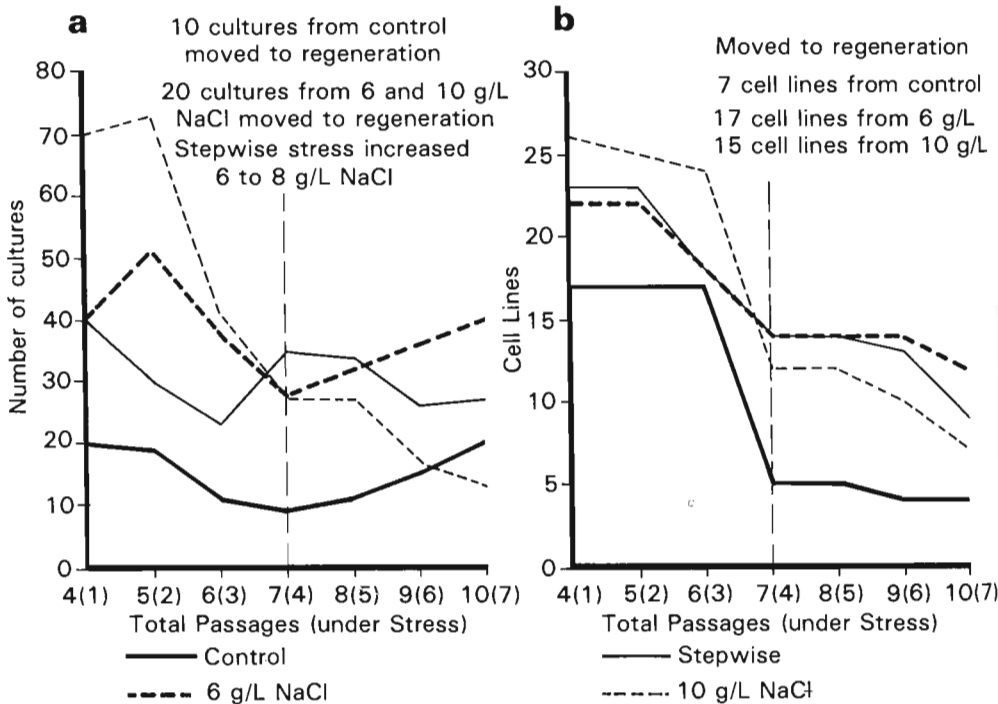 a
10 cultures from control
moved to regeneration
20 cultures from 6 and 10 g/L
NaCl moved to regeneration
Stepwise stress increased
6 to 8 g/L NaCl
80
70
60
50
40
30
20
10
0
Number of cultures
4(1) 5(2) 6(3) 7(4) 8(5) 9(6) 10(7)
Total Passages (under Stress)
Control
6 g/L NaCl
b
Moved to regeneration
7 cell lines from control
17 cell lines from 6 g/L
15 cell lines from 10 g/L
30
25
20
15
10
5
0
Cell Lines
c
4(1) 5(2) 6(3) 7(4) 8(5) 9(6) 10(7)
Total Passages (under Stress)
Stepwise
10 g/L NaCl